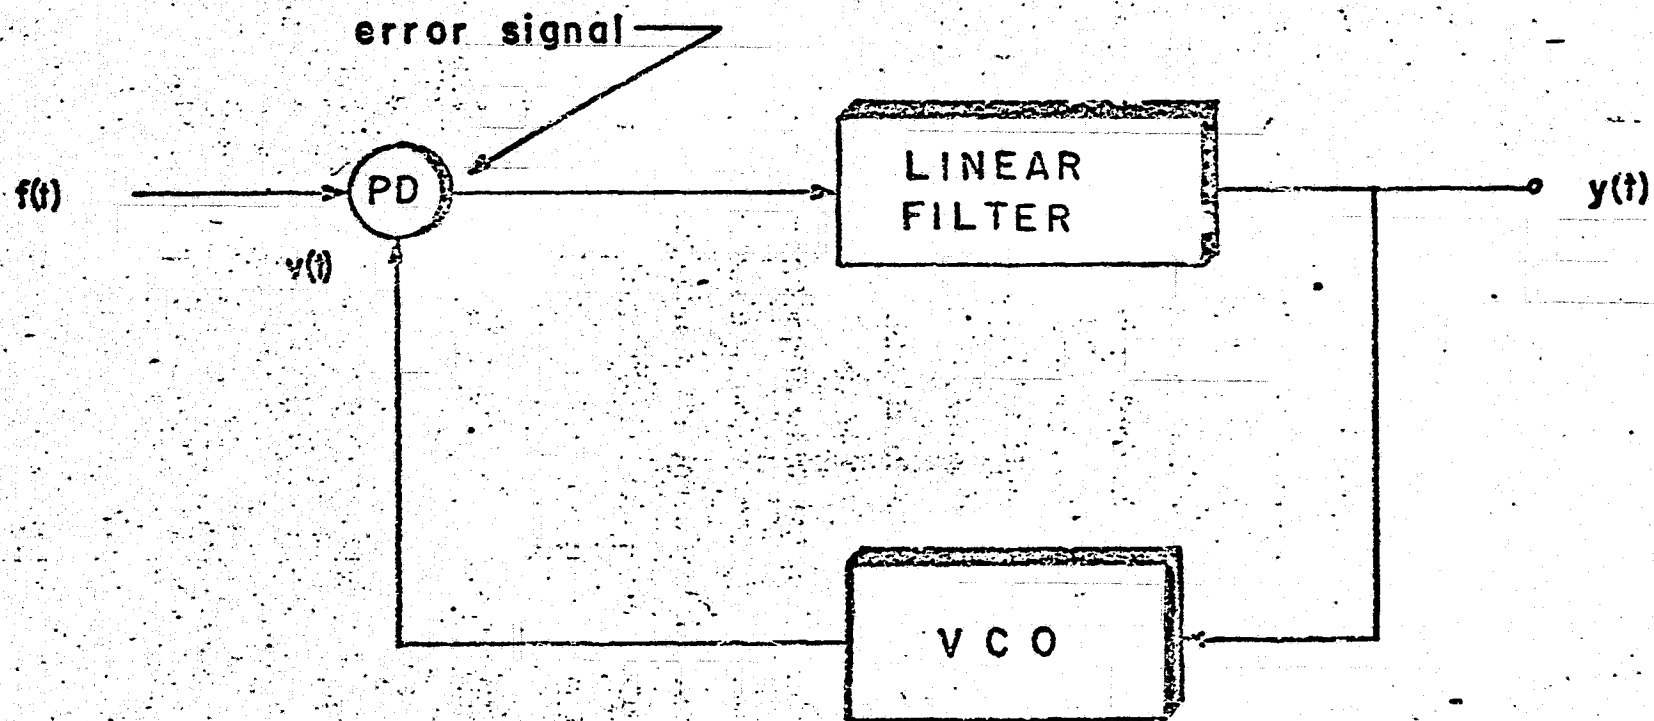 error signal
f(t)
PD
LINEAR
FILTER
y(t)
v(t)
VCO